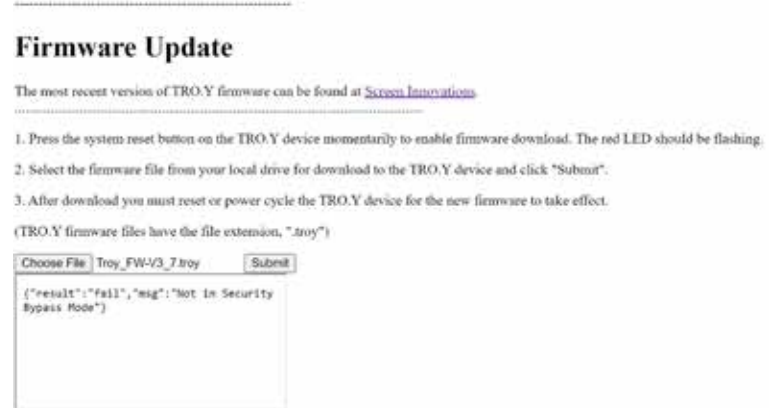 Firmware Update
The most recent version of TRO.Y firmware can be found at Screen Innovations.
1. Press the system reset button on the TRO.Y device momentarily to enable firmware download. The red LED should be flashing.
2. Select the firmware file from your local drive for download to the TRO.Y device and click "Submit".
3. After download you must reset or power cycle the TRO.Y device for the new firmware to take effect.
(TRO.Y firmware files have the file extension, ".troy")
Choose File Troy_FW-V3_7.troy Submit
{"result":"fail","msg":"Not in Security
Bypass Mode"}